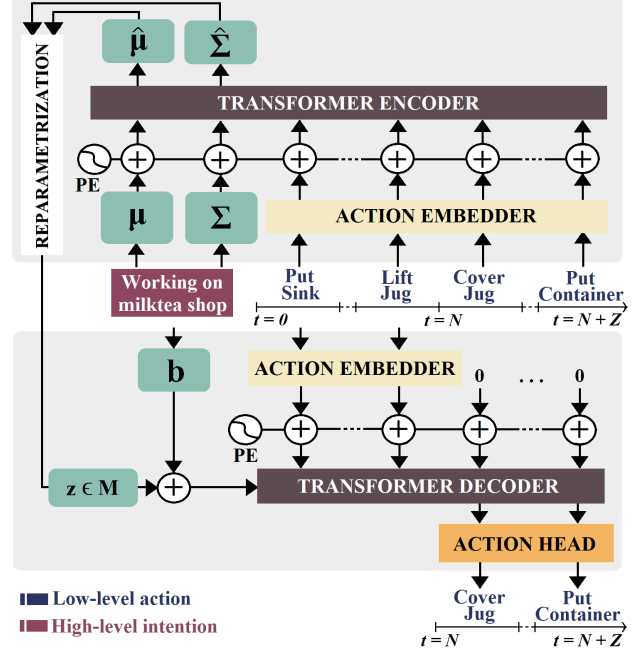 μ̂
Σ̂
TRANSFORMER ENCODER
REPARAMETRIZATION
+ + + + + +
PE
μ Σ
ACTION EMBEDDER
Working on
milktea shop
Put
Sink
Lift
Jug
Cover
Jug
Put
Container
t = 0
t = N
t = N + Z
b
ACTION EMBEDDER
0 ... 0
+ + + +
PE
z ∈ M
+
TRANSFORMER DECODER
ACTION HEAD
Low-level action
High-level intention
Cover
Jug
Put
Container
t = N
t = N + Z